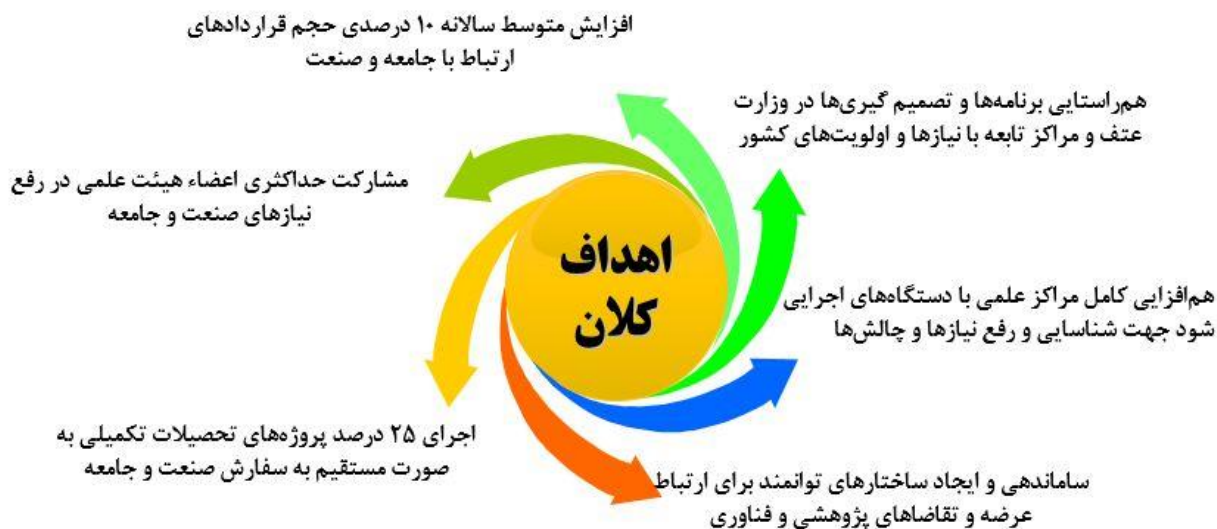 افزایش متوسط سالانه ۱۰ درصدی حجم قراردادهای
ارتباط با جامعه و صنعت
هم‌راستایی برنامه‌ها و تصمیم گیری‌ها در وزارت
عتف و مراکز تابعه با نیازها و اولویت‌های کشور
هم‌افزایی کامل مراکز علمی با دستگاه‌های اجرایی
شود جهت شناسایی و رفع نیازها و چالش‌ها
ساماندهی و ایجاد ساختارهای توانمند برای ارتباط
عرضه و تقاضاهای پژوهشی و فناوری
اجرای ۲۵ درصد پروژه‌های تحصیلات تکمیلی به
صورت مستقیم به سفارش صنعت و جامعه
مشارکت حداکثری اعضاء هیئت علمی در رفع
نیازهای صنعت و جامعه
اهداف
کلان